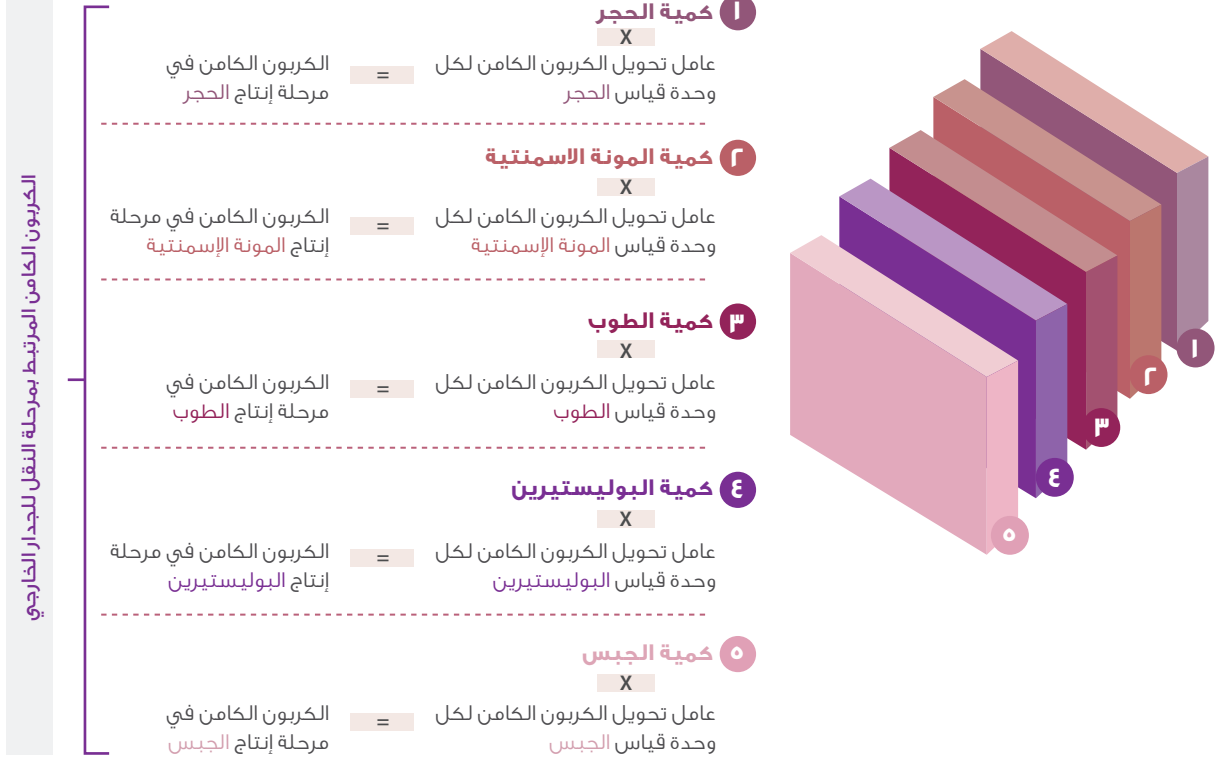 ١ كمية الحجر
X
عامل تحويل الكربون الكامن لكل
وحدة قياس الحجر
=
الكربون الكامن في
مرحلة إنتاج الحجر
٢ كمية المونة الاسمنتية
X
عامل تحويل الكربون الكامن لكل
وحدة قياس المونة الإسمنتية
=
الكربون الكامن في مرحلة
إنتاج المونة الإسمنتية
٣ كمية الطوب
X
عامل تحويل الكربون الكامن لكل
وحدة قياس الطوب
=
الكربون الكامن في
مرحلة إنتاج الطوب
٤ كمية البوليستيرين
X
عامل تحويل الكربون الكامن لكل
وحدة قياس البوليستيرين
=
الكربون الكامن في مرحلة
إنتاج البوليستيرين
٥ كمية الجبس
X
عامل تحويل الكربون الكامن لكل
وحدة قياس الجبس
=
الكربون الكامن في
مرحلة إنتاج الجبس
الكربون الكامن المرتبط بمرحلة النقل للجدار الخارجي
١
٢
٣
٤
٥